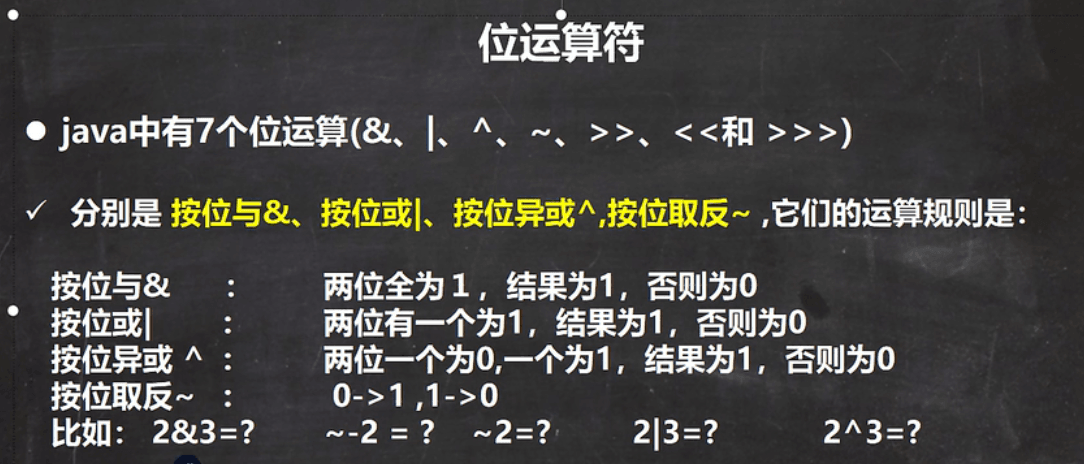 位运算符
● java中有7个位运算(&、|、^、~、>>、<<和 >>>)
✓ 分别是 按位与&、按位或|、按位异或^,按位取反~ ,它们的运算规则是：
按位与& ： 两位全为１，结果为1，否则为0
按位或| ： 两位有一个为1，结果为1，否则为0
按位异或 ^ ： 两位一个为0,一个为1，结果为1，否则为0
按位取反~ ： 0->1 ,1->0
比如： 2&3=? ~-2 = ? ~2=? 2|3=? 2^3=?